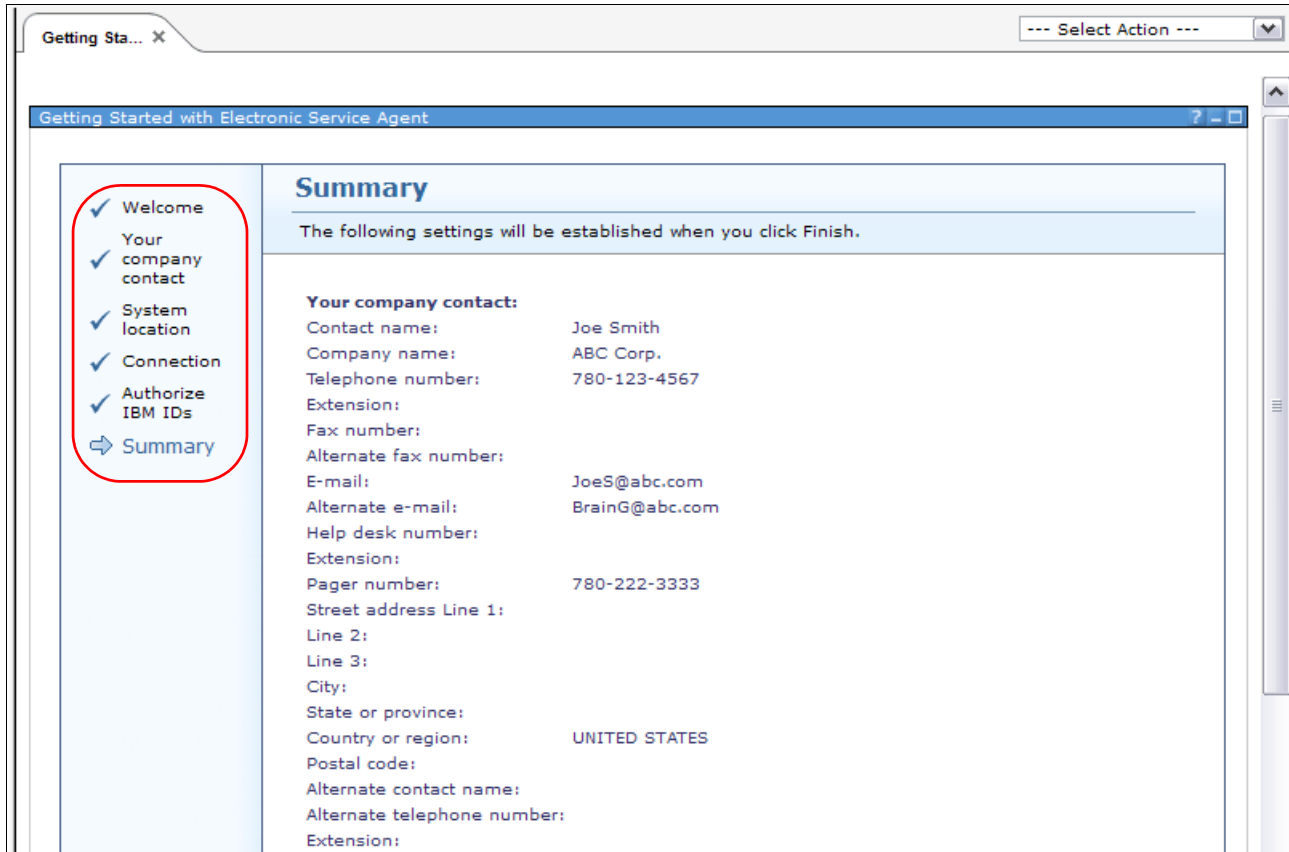 Getting Sta... ×
--- Select Action ---
Getting Started with Electronic Service Agent
? – □
Welcome
Your
company
contact
System
location
Connection
Authorize
IBM IDs
Summary
Summary
The following settings will be established when you click Finish.
Your company contact:
Contact name: Joe Smith
Company name: ABC Corp.
Telephone number: 780-123-4567
Extension:
Fax number:
Alternate fax number:
E-mail: JoeS@abc.com
Alternate e-mail: BrainG@abc.com
Help desk number:
Extension:
Pager number: 780-222-3333
Street address Line 1:
Line 2:
Line 3:
City:
State or province:
Country or region: UNITED STATES
Postal code:
Alternate contact name:
Alternate telephone number:
Extension: